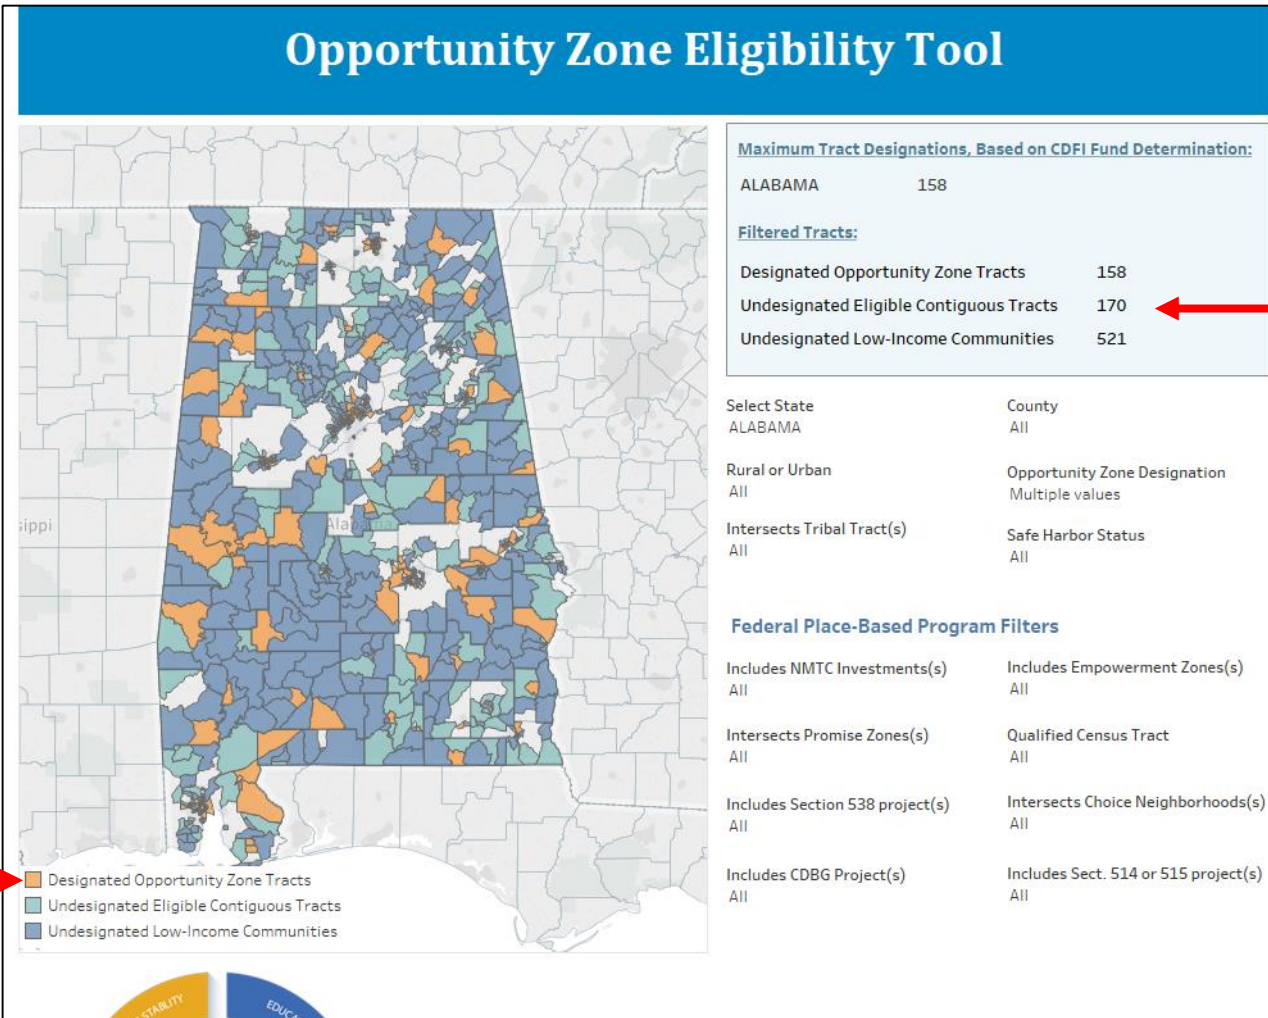 Opportunity Zone Eligibility Tool
Maximum Tract Designations, Based on CDFI Fund Determination:
ALABAMA 158
Filtered Tracts:
Designated Opportunity Zone Tracts 158
Undesignated Eligible Contiguous Tracts 170
Undesignated Low-Income Communities 521
Select State County
ALABAMA All
Rural or Urban Opportunity Zone Designation
All Multiple values
Intersects Tribal Tract(s) Safe Harbor Status
All All
Federal Place-Based Program Filters
Includes NMTC Investments(s) Includes Empowerment Zones(s)
All All
Intersects Promise Zones(s) Qualified Census Tract
All All
Includes Section 538 project(s) Intersects Choice Neighborhoods(s)
All All
Includes CDBG Project(s) Includes Sect. 514 or 515 project(s)
All All
sippi
Designated Opportunity Zone Tracts
Undesignated Eligible Contiguous Tracts
Undesignated Low-Income Communities